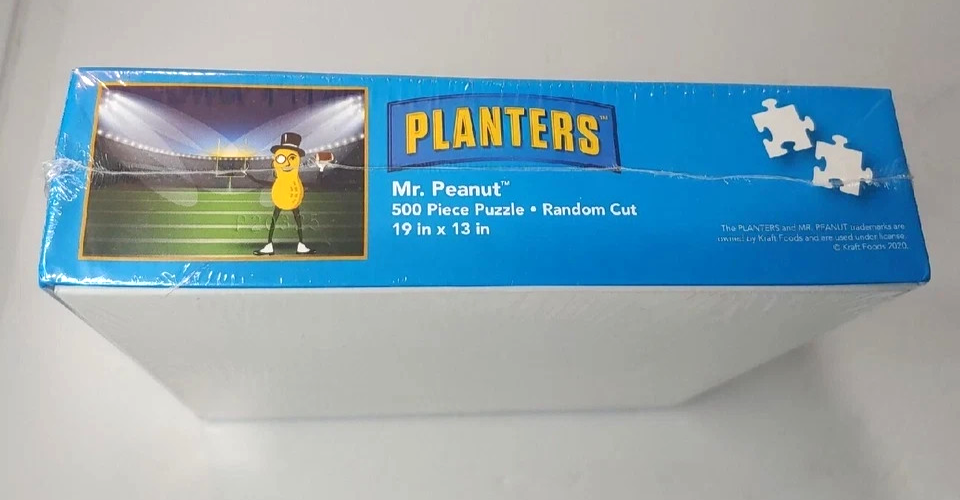 PLANTERS™
Mr. Peanut™
500 Piece Puzzle • Random Cut
19 in x 13 in
The PLANTERS and MR. PEANUT trademarks are
owned by Kraft Foods and are used under license.
© Kraft Foods 2020.